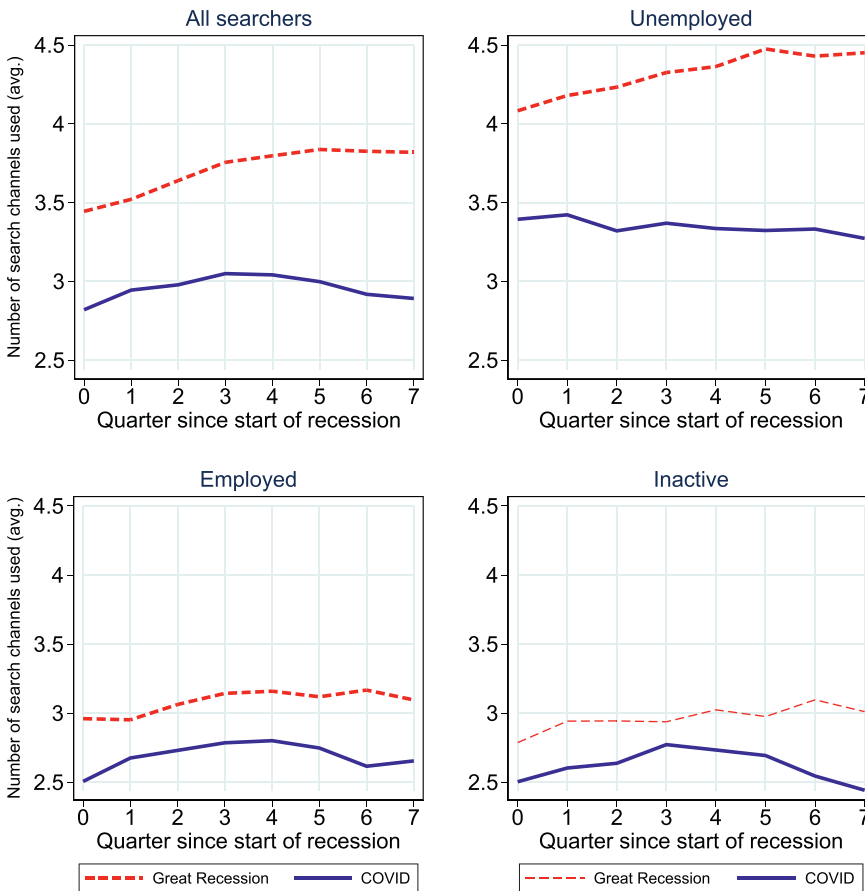 All searchers
Unemployed
Number of search channels used (avg.)
4.5
4
3.5
3
2.5
4.5
4
3.5
3
2.5
0 1 2 3 4 5 6 7
0 1 2 3 4 5 6 7
Quarter since start of recession
Quarter since start of recession
Employed
Inactive
Number of search channels used (avg.)
4.5
4
3.5
3
2.5
4.5
4
3.5
3
2.5
0 1 2 3 4 5 6 7
0 1 2 3 4 5 6 7
Quarter since start of recession
Quarter since start of recession
Great Recession COVID
Great Recession COVID